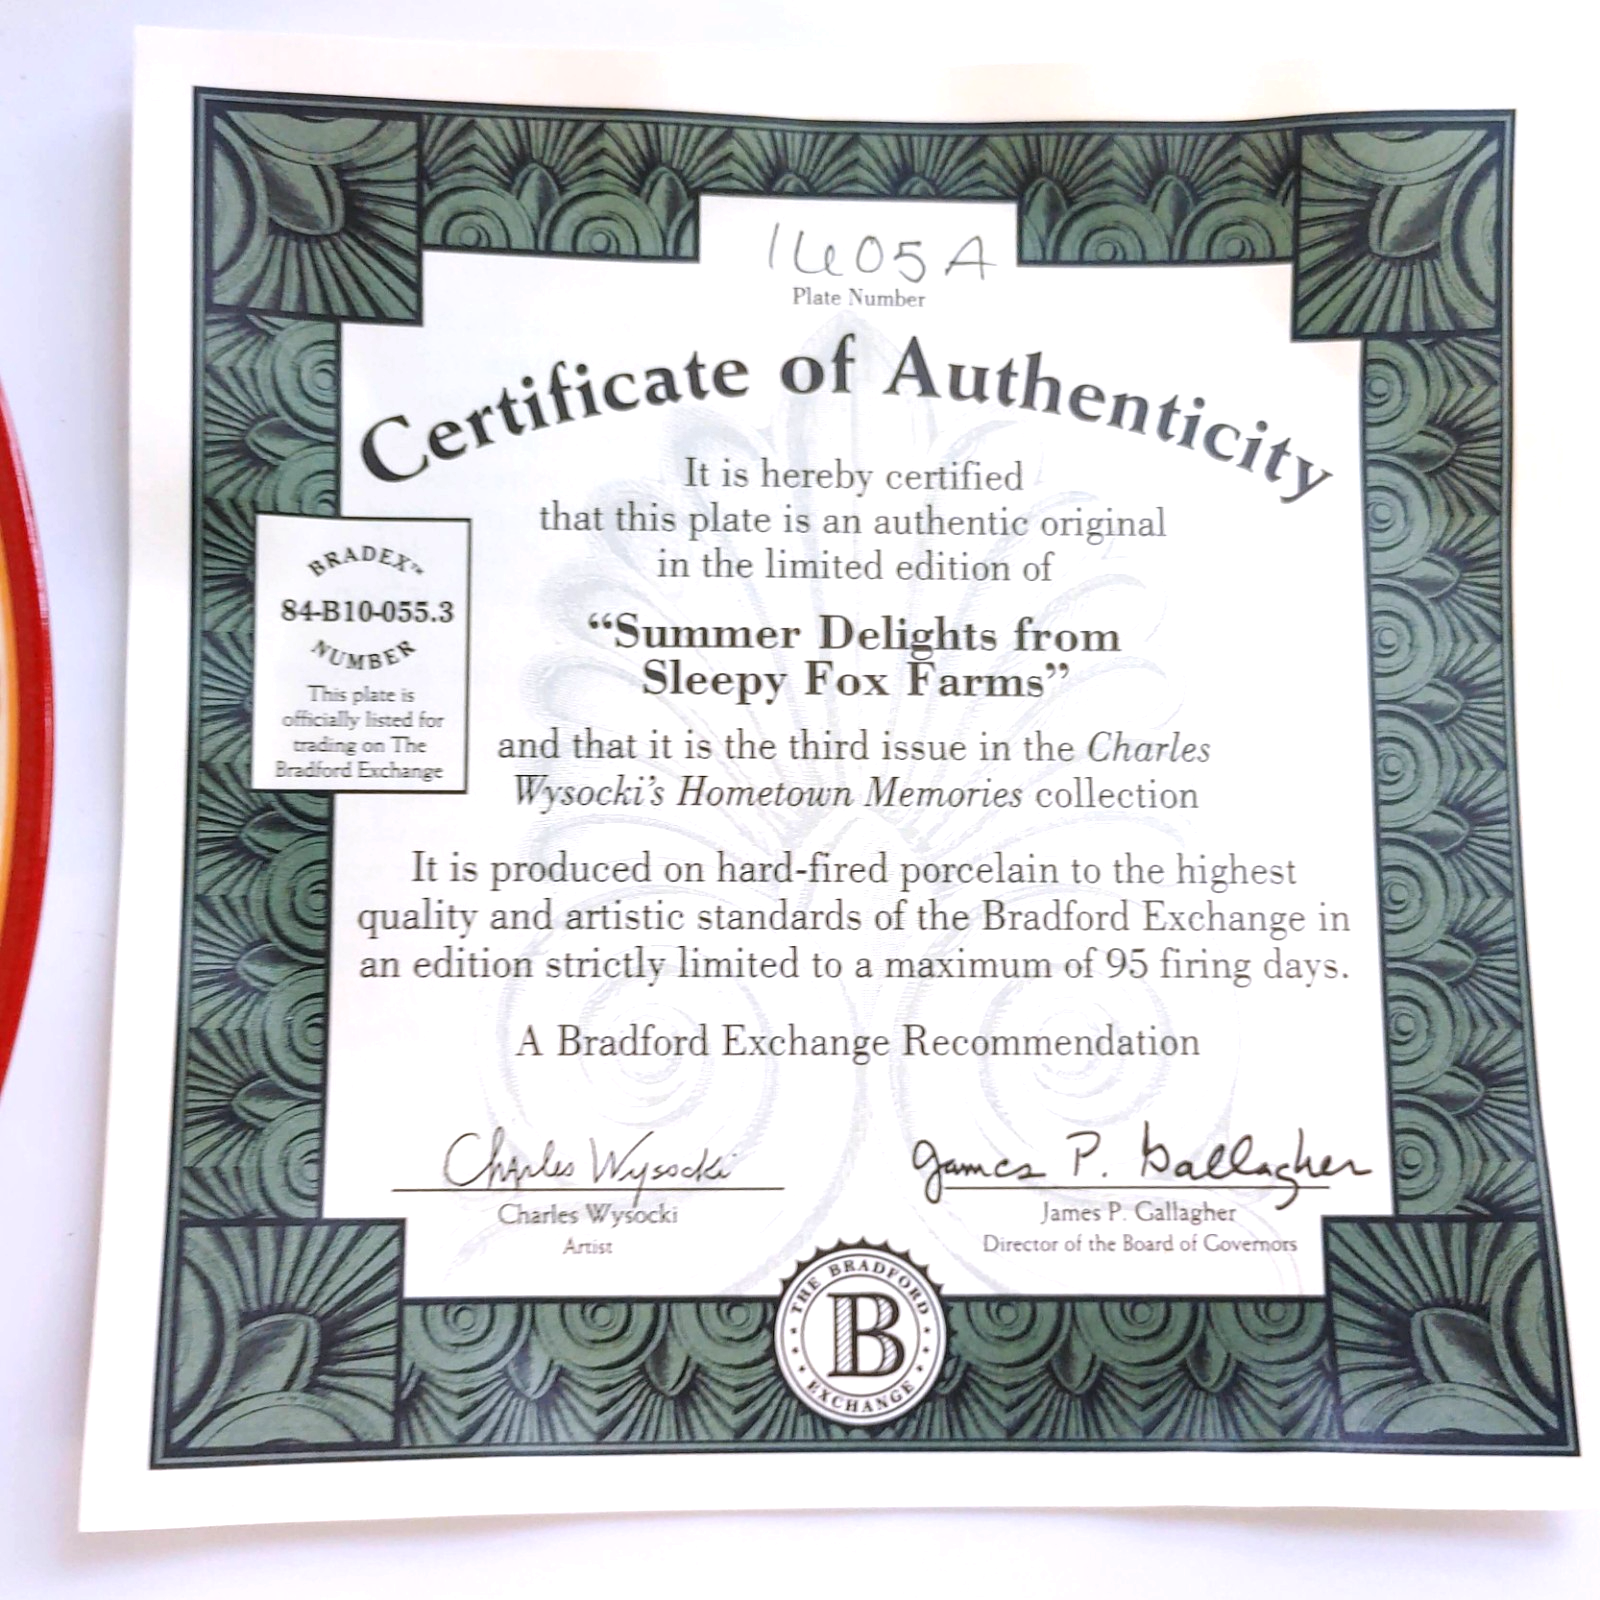 1605A
Plate Number
Certificate of Authenticity
It is hereby certified
that this plate is an authentic original
in the limited edition of
“Summer Delights from
Sleepy Fox Farms”
and that it is the third issue in the Charles
Wysocki’s Hometown Memories collection
BRADEX™
84-B10-055.3
NUMBER
This plate is
officially listed for
trading on The
Bradford Exchange
It is produced on hard-fired porcelain to the highest
quality and artistic standards of the Bradford Exchange in
an edition strictly limited to a maximum of 95 firing days.
A Bradford Exchange Recommendation
Charles Wysocki
Charles Wysocki
Artist
James P. Gallagher
James P. Gallagher
Director of the Board of Governors
THE BRADFORD
B
EXCHANGE